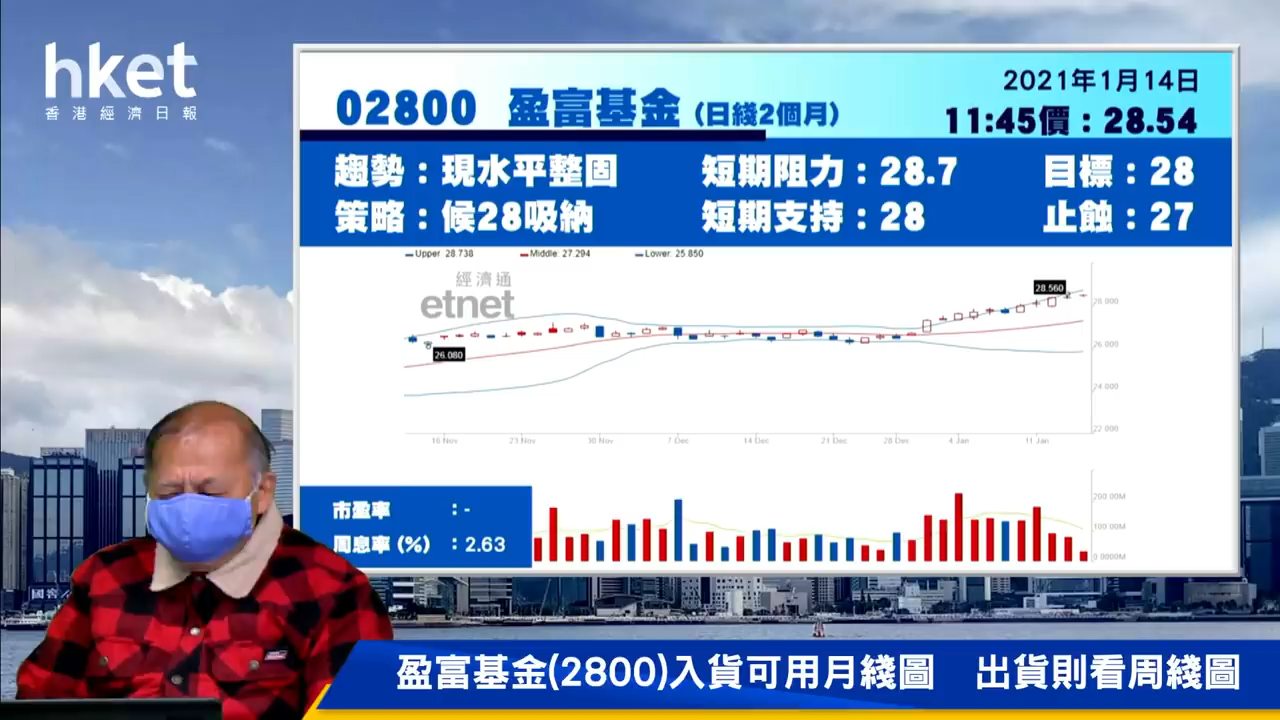 hket
香港經濟日報
02800 盈富基金 (日綫2個月)
2021年1月14日
11:45價：28.54
趨勢：現水平整固 短期阻力：28.7 目標：28
策略：候28吸納 短期支持：28 止蝕：27
Upper: 28.738 Middle: 27.294 Lower: 25.850
經濟通
etnet
28.560
28.000
26.080
26.000
24.000
22.000
16 Nov 23 Nov 30 Nov 7 Dec 14 Dec 21 Dec 28 Dec 4 Jan 11 Jan
200.00M
100.00M
0.0000M
市盈率 : -
周息率 (%) : 2.63
盈富基金(2800)入貨可用月綫圖 出貨則看周綫圖